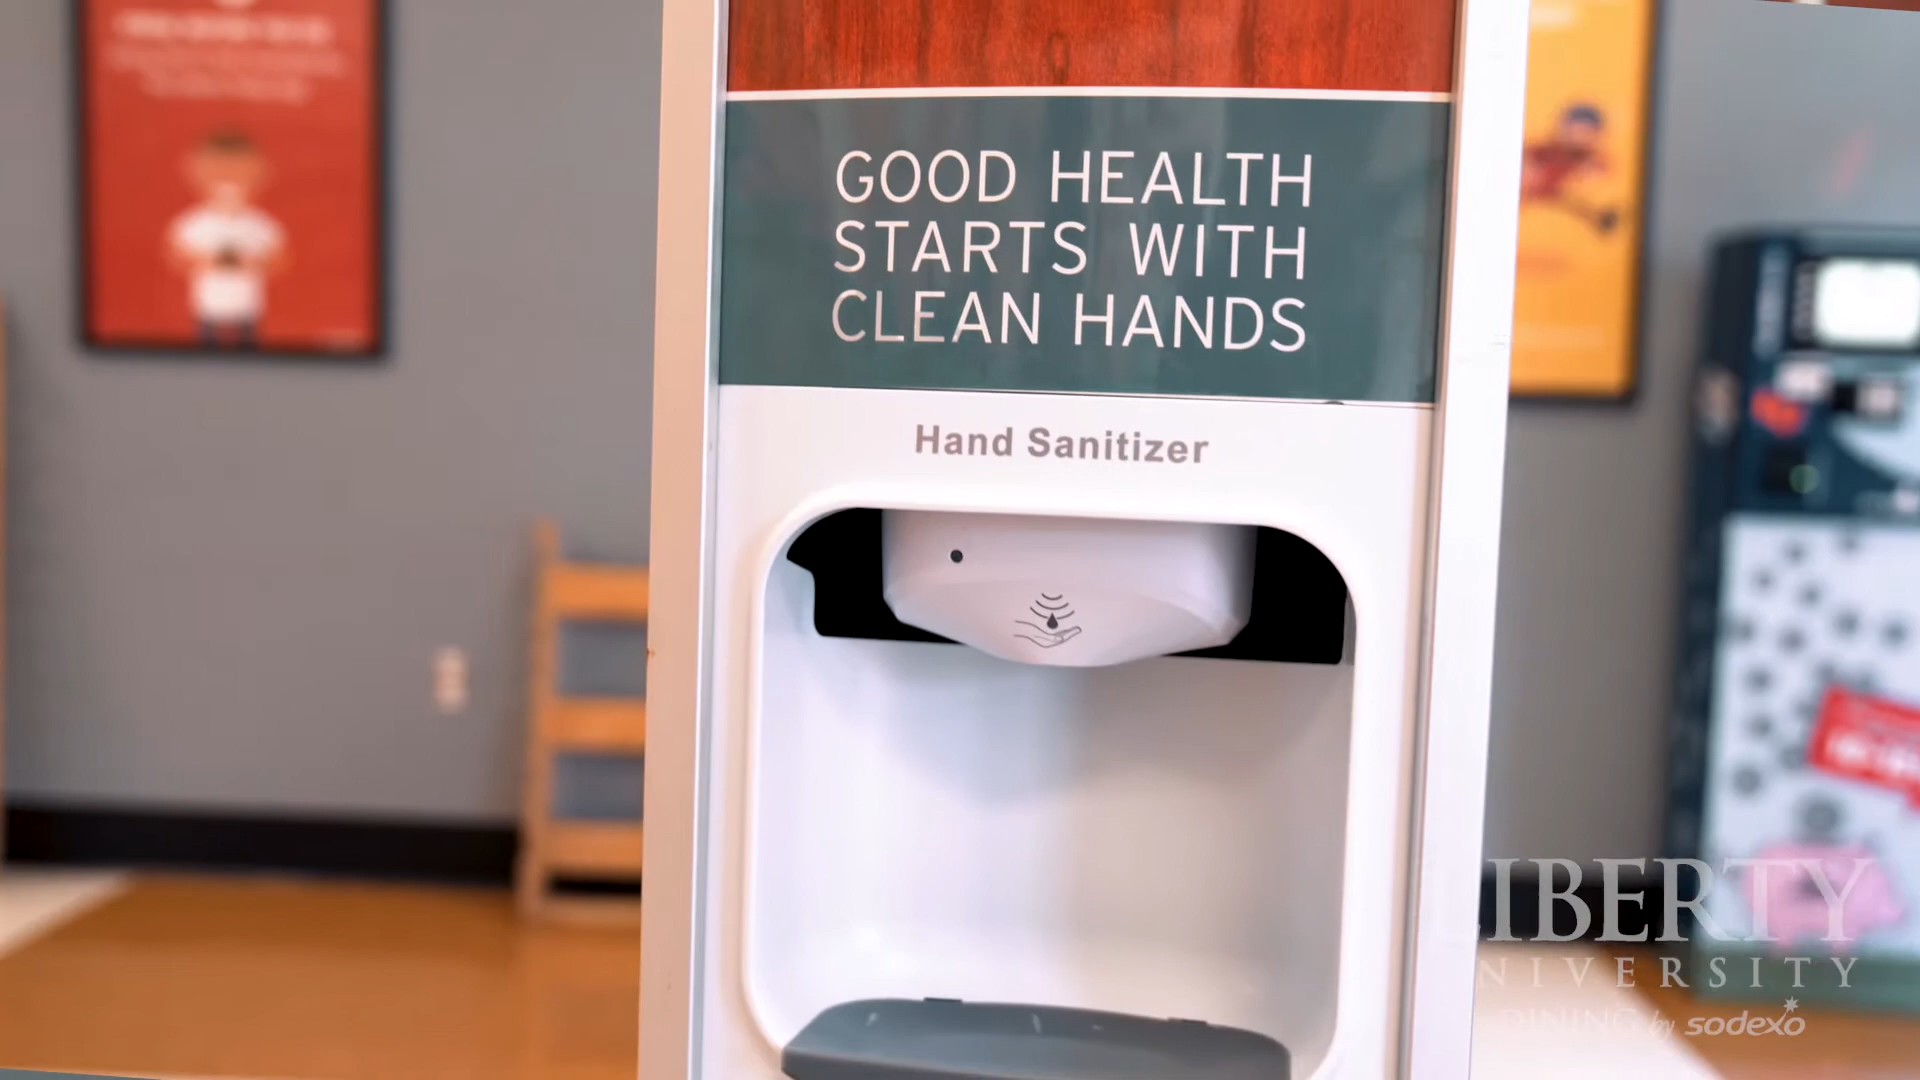 GOOD HEALTH
STARTS WITH
CLEAN HANDS
Hand Sanitizer
LIBERTY
UNIVERSITY
DINING by sodexo